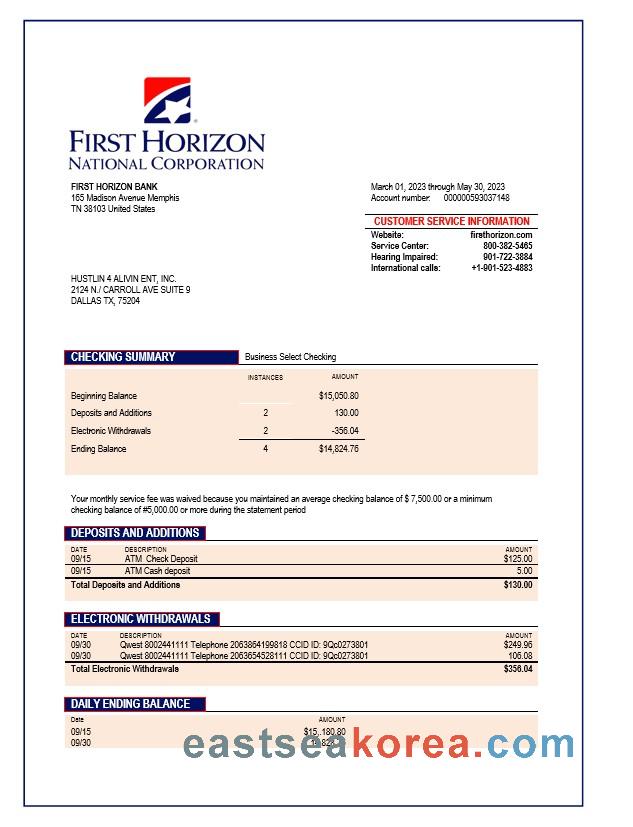 FIRST HORIZON
NATIONAL CORPORATION
FIRST HORIZON BANK
165 Madison Avenue Memphis
TN 38103 United States
March 01, 2023 through May 30, 2023
Account number: 000000593037148
CUSTOMER SERVICE INFORMATION
Website: firsthorizon.com
Service Center: 800-382-5465
Hearing Impaired: 901-722-3884
International calls: +1-901-523-4883
HUSTLIN 4 ALIVIN ENT, INC.
2124 N./ CARROLL AVE SUITE 9
DALLAS TX, 75204
CHECKING SUMMARY Business Select Checking
INSTANCES AMOUNT
Beginning Balance $15,050.80
Deposits and Additions 2 130.00
Electronic Withdrawals 2 -356.04
Ending Balance 4 $14,824.76
Your monthly service fee was waived because you maintained an average checking balance of $ 7,500.00 or a minimum
checking balance of #5,000.00 or more during the statement period
DEPOSITS AND ADDITIONS
DATE DESCRIPTION AMOUNT
09/15 ATM Check Deposit $125.00
09/15 ATM Cash deposit 5.00
Total Deposits and Additions $130.00
ELECTRONIC WITHDRAWALS
DATE DESCRIPTION AMOUNT
09/30 Qwest 8002441111 Telephone 2063864199818 CCID ID: 9Qc0273801 $249.96
09/30 Qwest 8002441111 Telephone 2063654528111 CCID ID: 9Qc0273801 106.08
Total Electronic Withdrawals $356.04
DAILY ENDING BALANCE
Date AMOUNT
09/15 $15,.180.80
09/30
eastseakorea.com